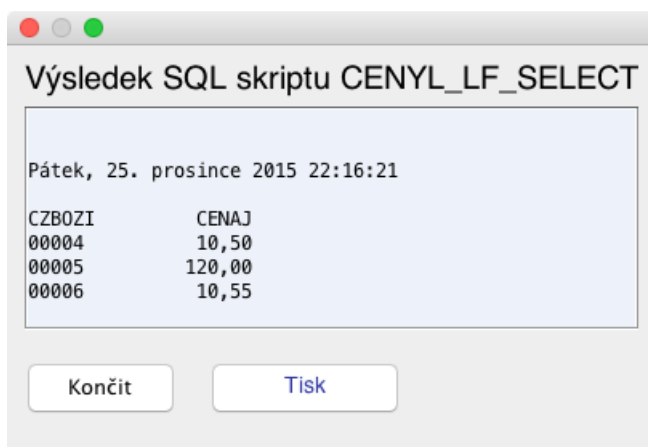 Výsledek SQL skriptu CENYL_LF_SELECT
Pátek, 25. prosince 2015 22:16:21
CZBOZI CENAJ
00004 10,50
00005 120,00
00006 10,55
Končit Tisk